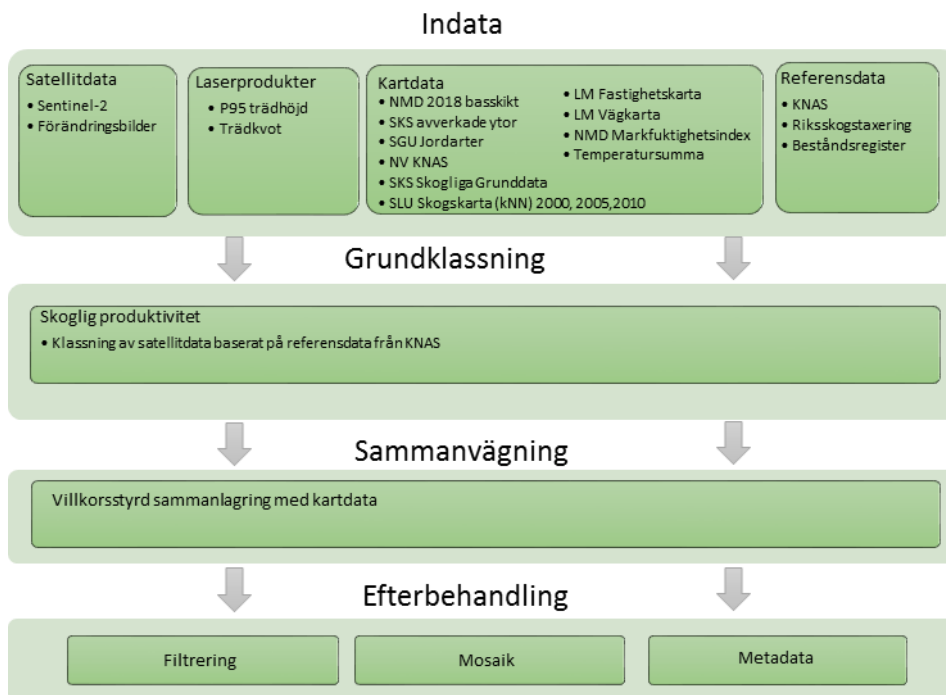 Indata
Satellitdata
• Sentinel-2
• Förändringsbilder
Laserprodukter
• P95 trädhöjd
• Trädkvot
Kartdata
• NMD 2018 basskikt
• SKS avverkade ytor
• SGU Jordarter
• NV KNAS
• SKS Skogliga Grunddata
• SLU Skogskarta (kNN) 2000, 2005,2010
• LM Fastighetskarta
• LM Vägkarta
• NMD Markfuktighetsindex
• Temperatursumma
Referensdata
• KNAS
• Riksskogstaxering
• Beståndsregister
Grundklassning
Skoglig produktivitet
• Klassning av satellitdata baserat på referensdata från KNAS
Sammanvägning
Villkorsstyrd sammanlagring med kartdata
Efterbehandling
Filtrering
Mosaik
Metadata